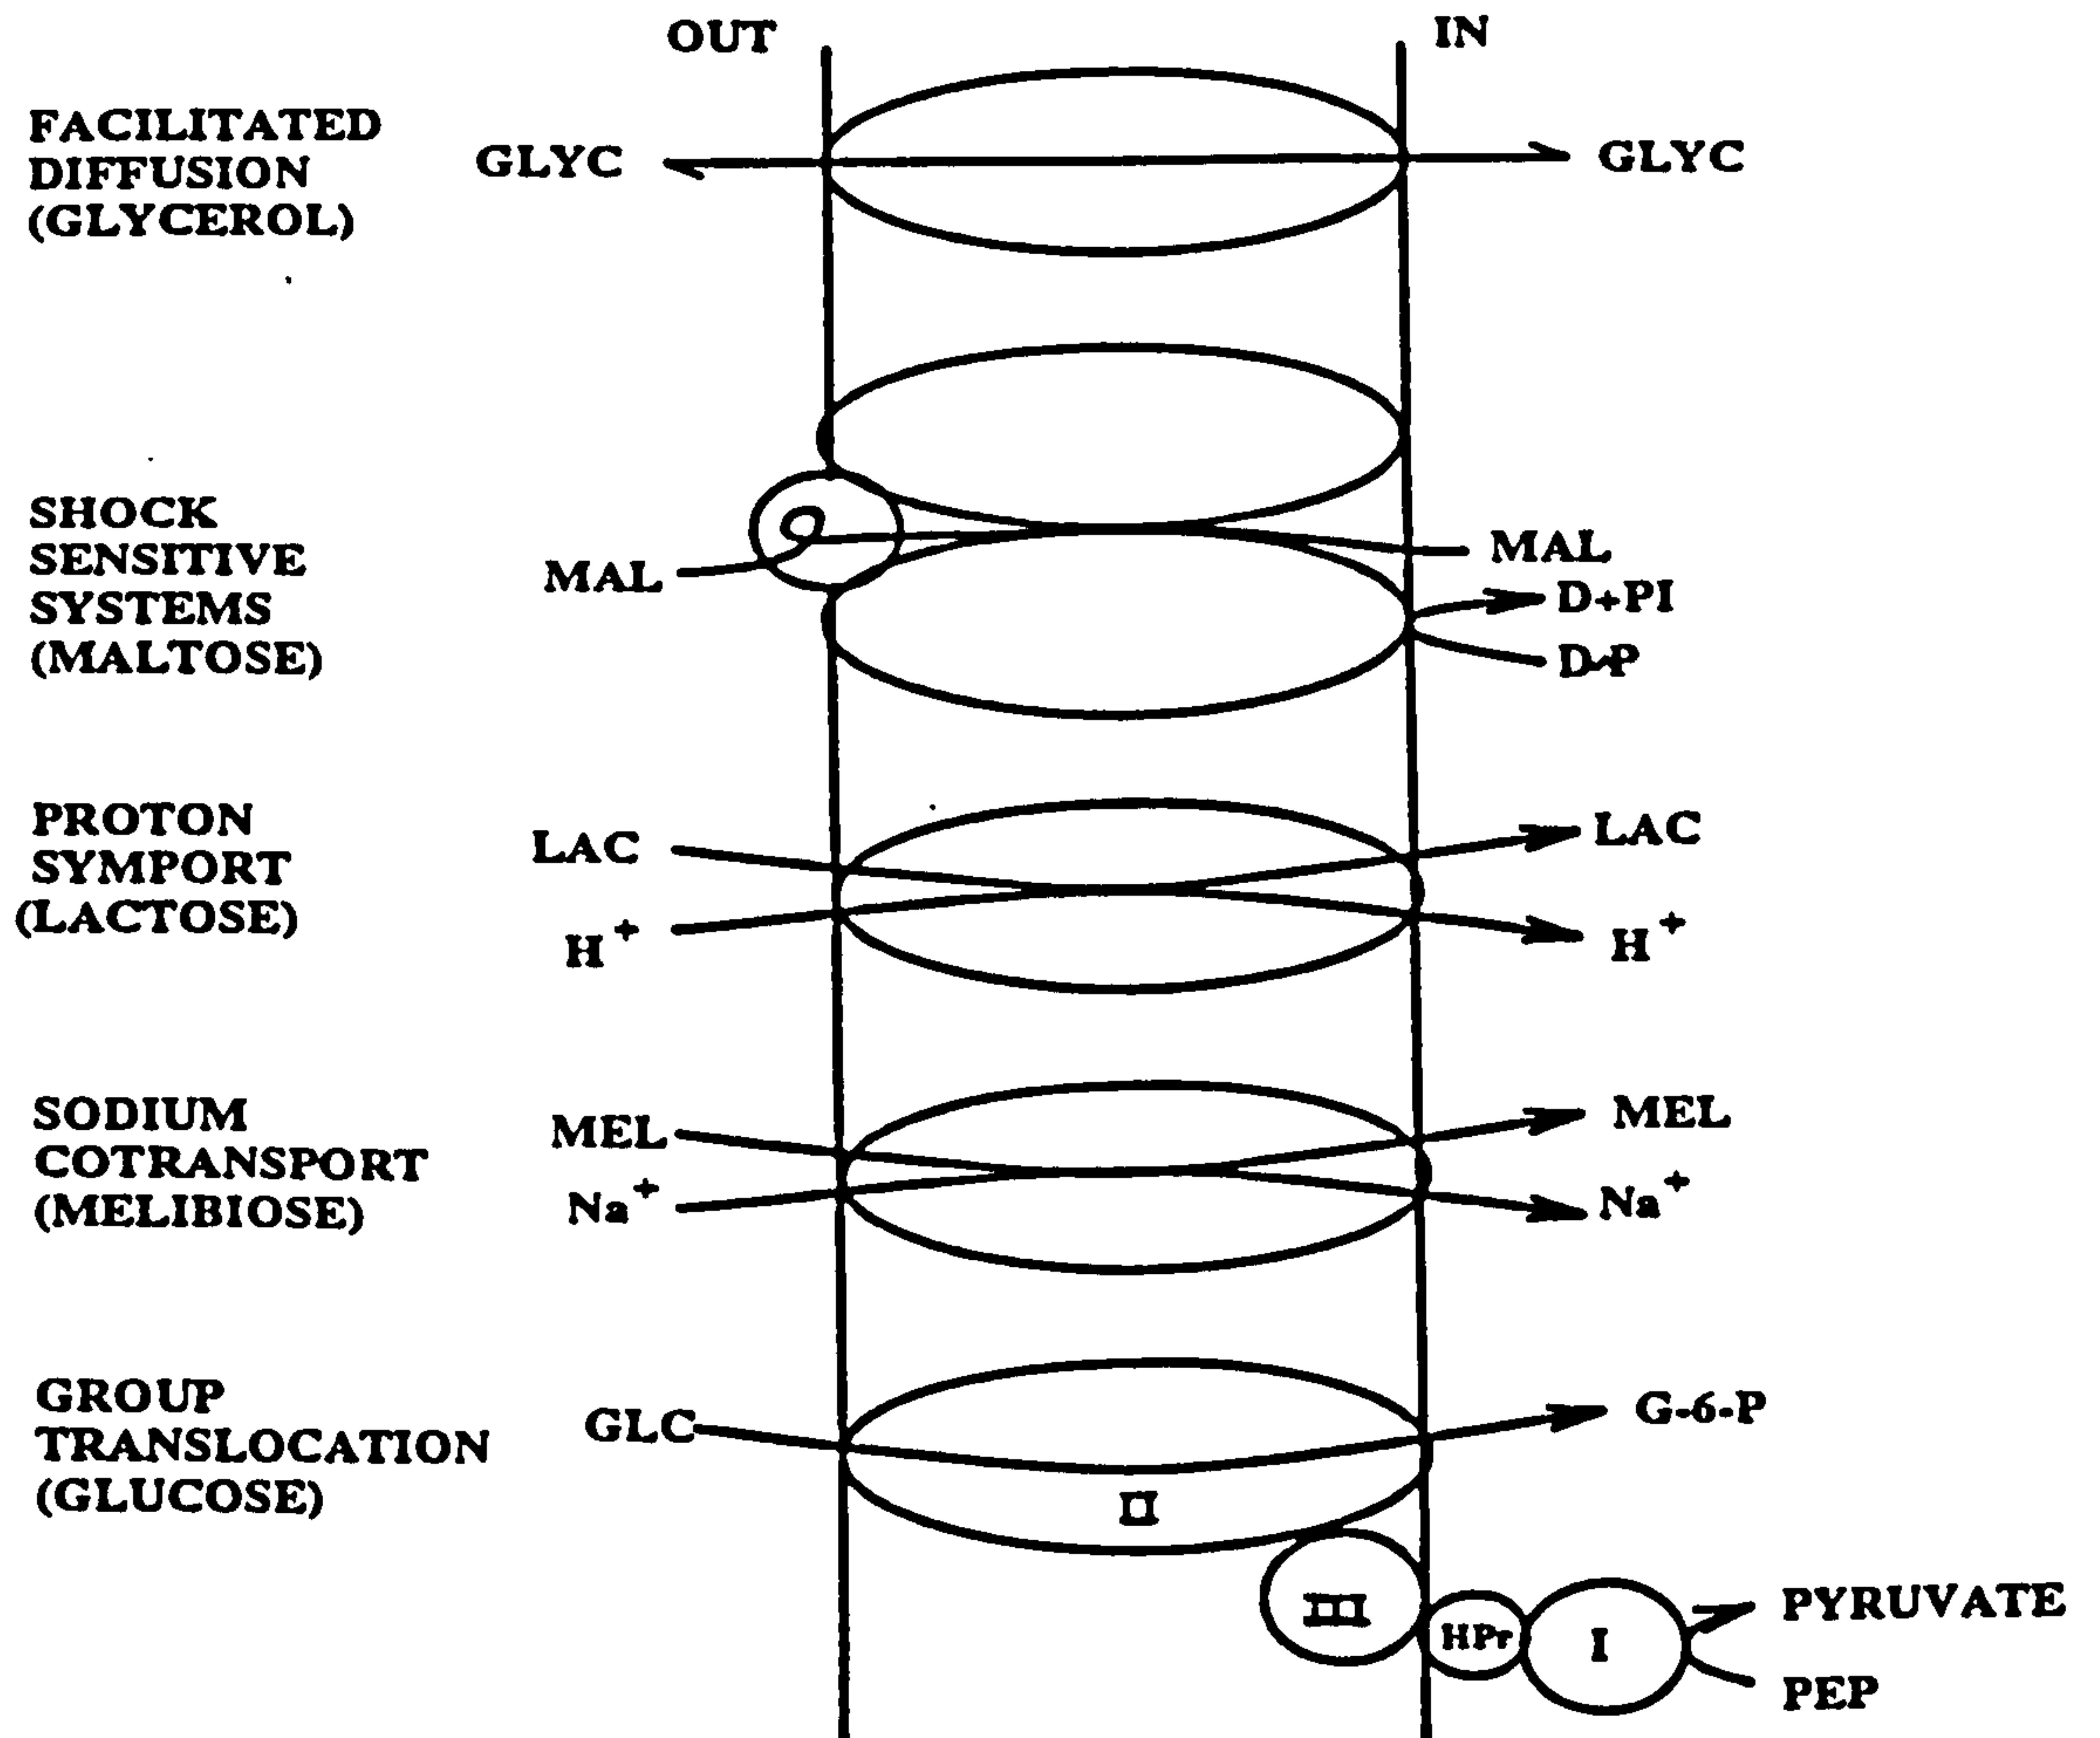 OUT
IN
FACILITATED
DIFFUSION
(GLYCEROL)
GLYC
GLYC
SHOCK
SENSITIVE
SYSTEMS
(MALTOSE)
MAL
MAL
D+PI
D~P
PROTON
SYMPORT
(LACTOSE)
LAC
H+
LAC
H+
SODIUM
COTRANSPORT
(MELIBIOSE)
MEL
Na+
MEL
Na+
GROUP
TRANSLOCATION
(GLUCOSE)
GLC
G-6-P
II
III
HPr
I
PYRUVATE
PEP